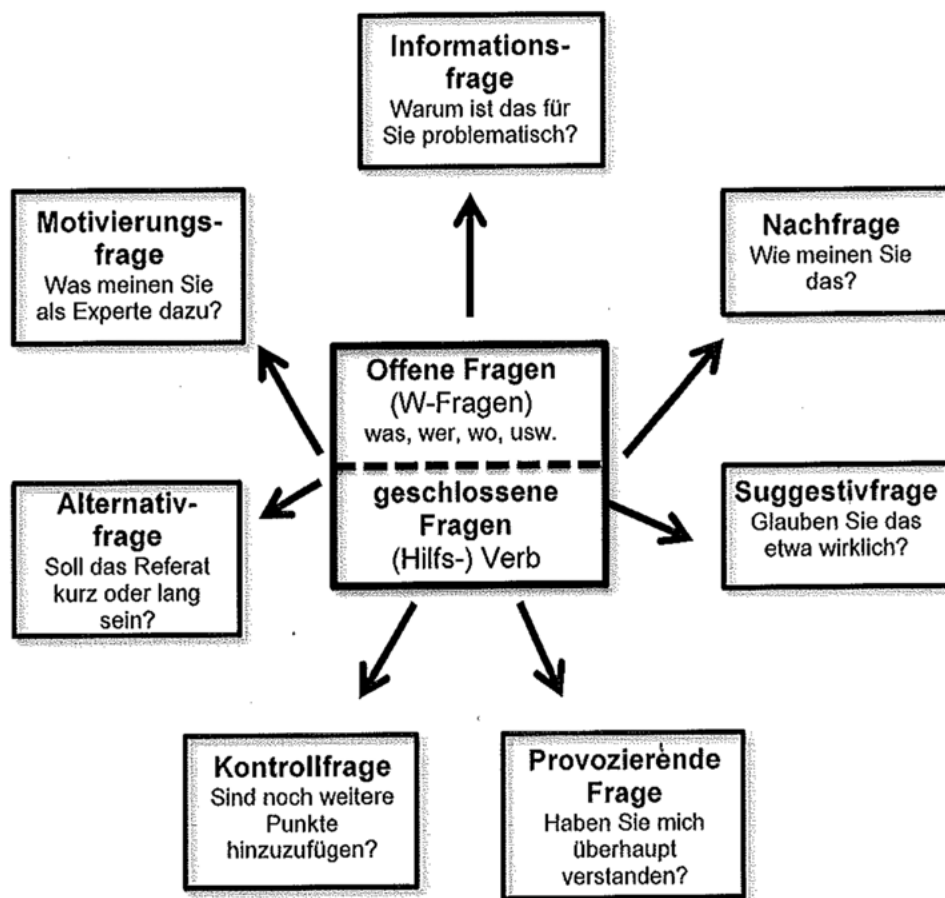 Informations-
frage
Warum ist das für
Sie problematisch?
Motivierungs-
frage
Was meinen Sie
als Experte dazu?
Nachfrage
Wie meinen Sie
das?
Offene Fragen
(W-Fragen)
was, wer, wo, usw.
geschlossene
Fragen
(Hilfs-) Verb
Alternativ-
frage
Soll das Referat
kurz oder lang
sein?
Suggestivfrage
Glauben Sie das
etwa wirklich?
Kontrollfrage
Sind noch weitere
Punkte
hinzuzufügen?
Provozierende
Frage
Haben Sie mich
überhaupt
verstanden?